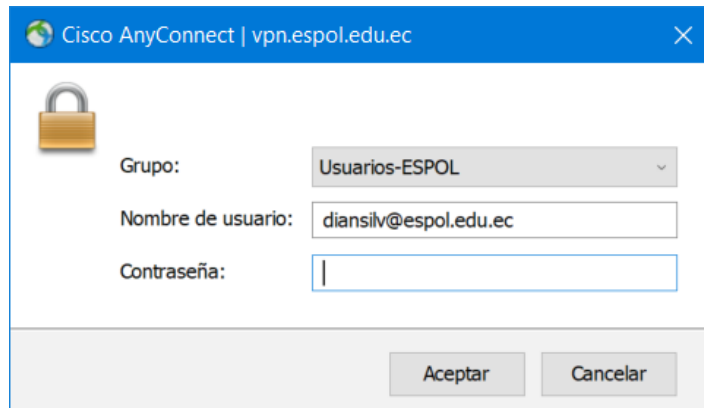 Cisco AnyConnect | vpn.espol.edu.ec
Grupo: Usuarios-ESPOL
Nombre de usuario: diansilv@espol.edu.ec
Contraseña:
Aceptar Cancelar